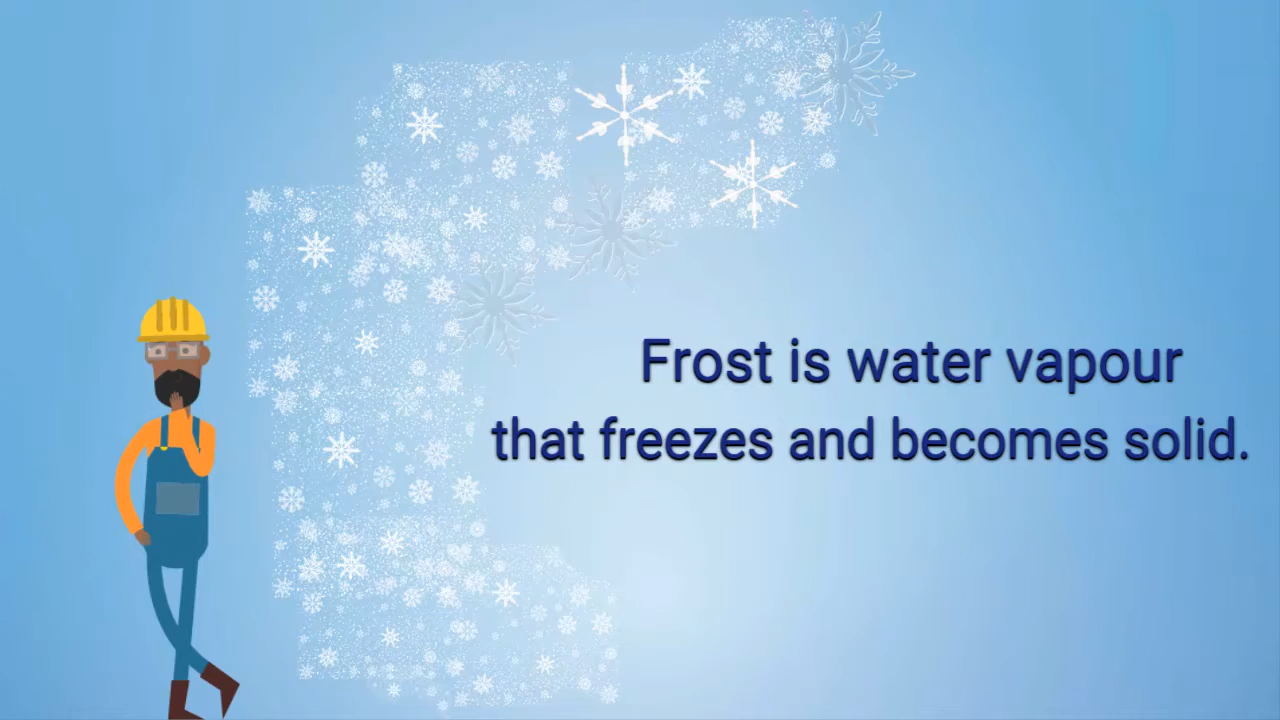 Frost is water vapour
that freezes and becomes solid.